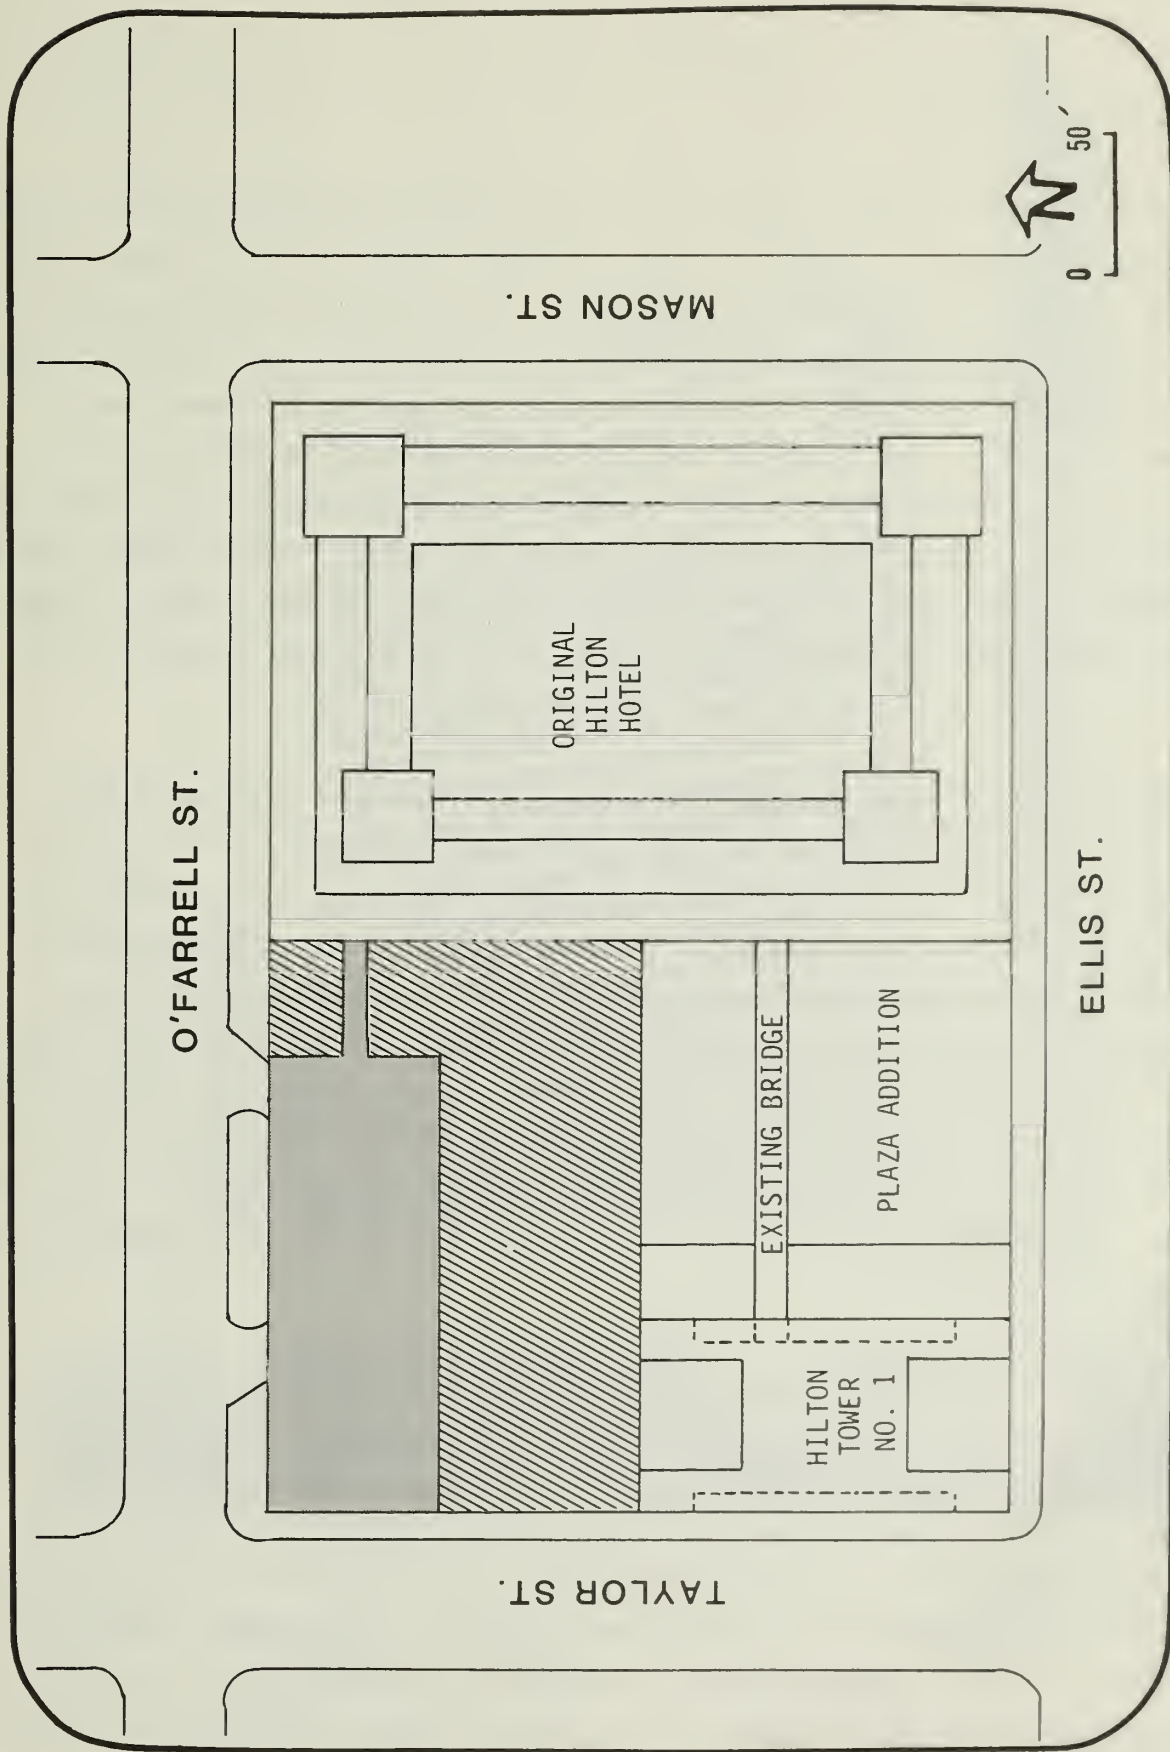 O'FARRELL ST.
MASON ST.
TAYLOR ST.
ELLIS ST.
ORIGINAL
HILTON
HOTEL
EXISTING BRIDGE
PLAZA ADDITION
HILTON
TOWER
NO. 1
N
0 50'